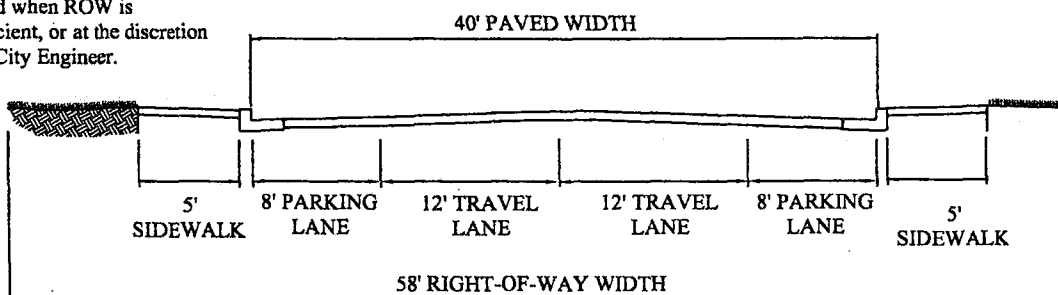 when ROW is
cient, or at the discretion
City Engineer.
40' PAVED WIDTH
5'
SIDEWALK
8' PARKING
LANE
12' TRAVEL
LANE
12' TRAVEL
LANE
8' PARKING
LANE
5'
SIDEWALK
58' RIGHT-OF-WAY WIDTH